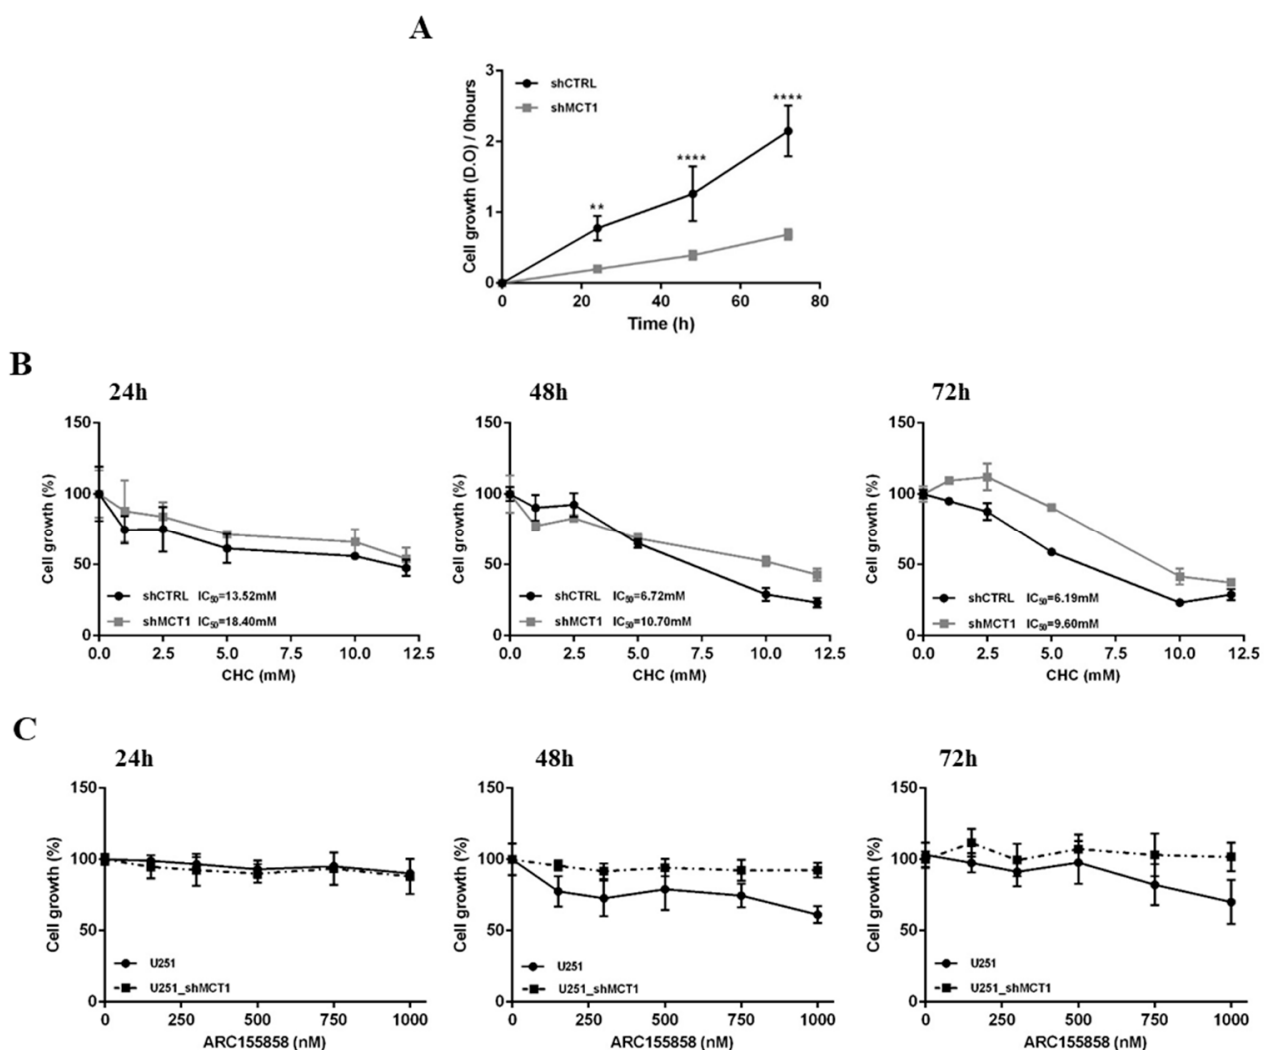 A
3
2
1
0
Cell growth (D.O) / 0hours
shCTRL
shMCT1
**
****
****
0 20 40 60 80
Time (h)
B
24h
150
100
50
0
Cell growth (%)
shCTRL IC50=13.52mM
shMCT1 IC50=18.40mM
0.0 2.5 5.0 7.5 10.0 12.5
CHC (mM)
48h
150
100
50
0
Cell growth (%)
shCTRL IC50=6.72mM
shMCT1 IC50=10.70mM
0.0 2.5 5.0 7.5 10.0 12.5
CHC (mM)
72h
150
100
50
0
Cell growth (%)
shCTRL IC50=6.19mM
shMCT1 IC50=9.60mM
0.0 2.5 5.0 7.5 10.0 12.5
CHC (mM)
C
24h
150
100
50
0
Cell growth (%)
U251
U251_shMCT1
0 250 500 750 1000
ARC155858 (nM)
48h
150
100
50
0
Cell growth (%)
U251
U251_shMCT1
0 250 500 750 1000
ARC155858 (nM)
72h
150
100
50
0
Cell growth (%)
U251
U251_shMCT1
0 250 500 750 1000
ARC155858 (nM)